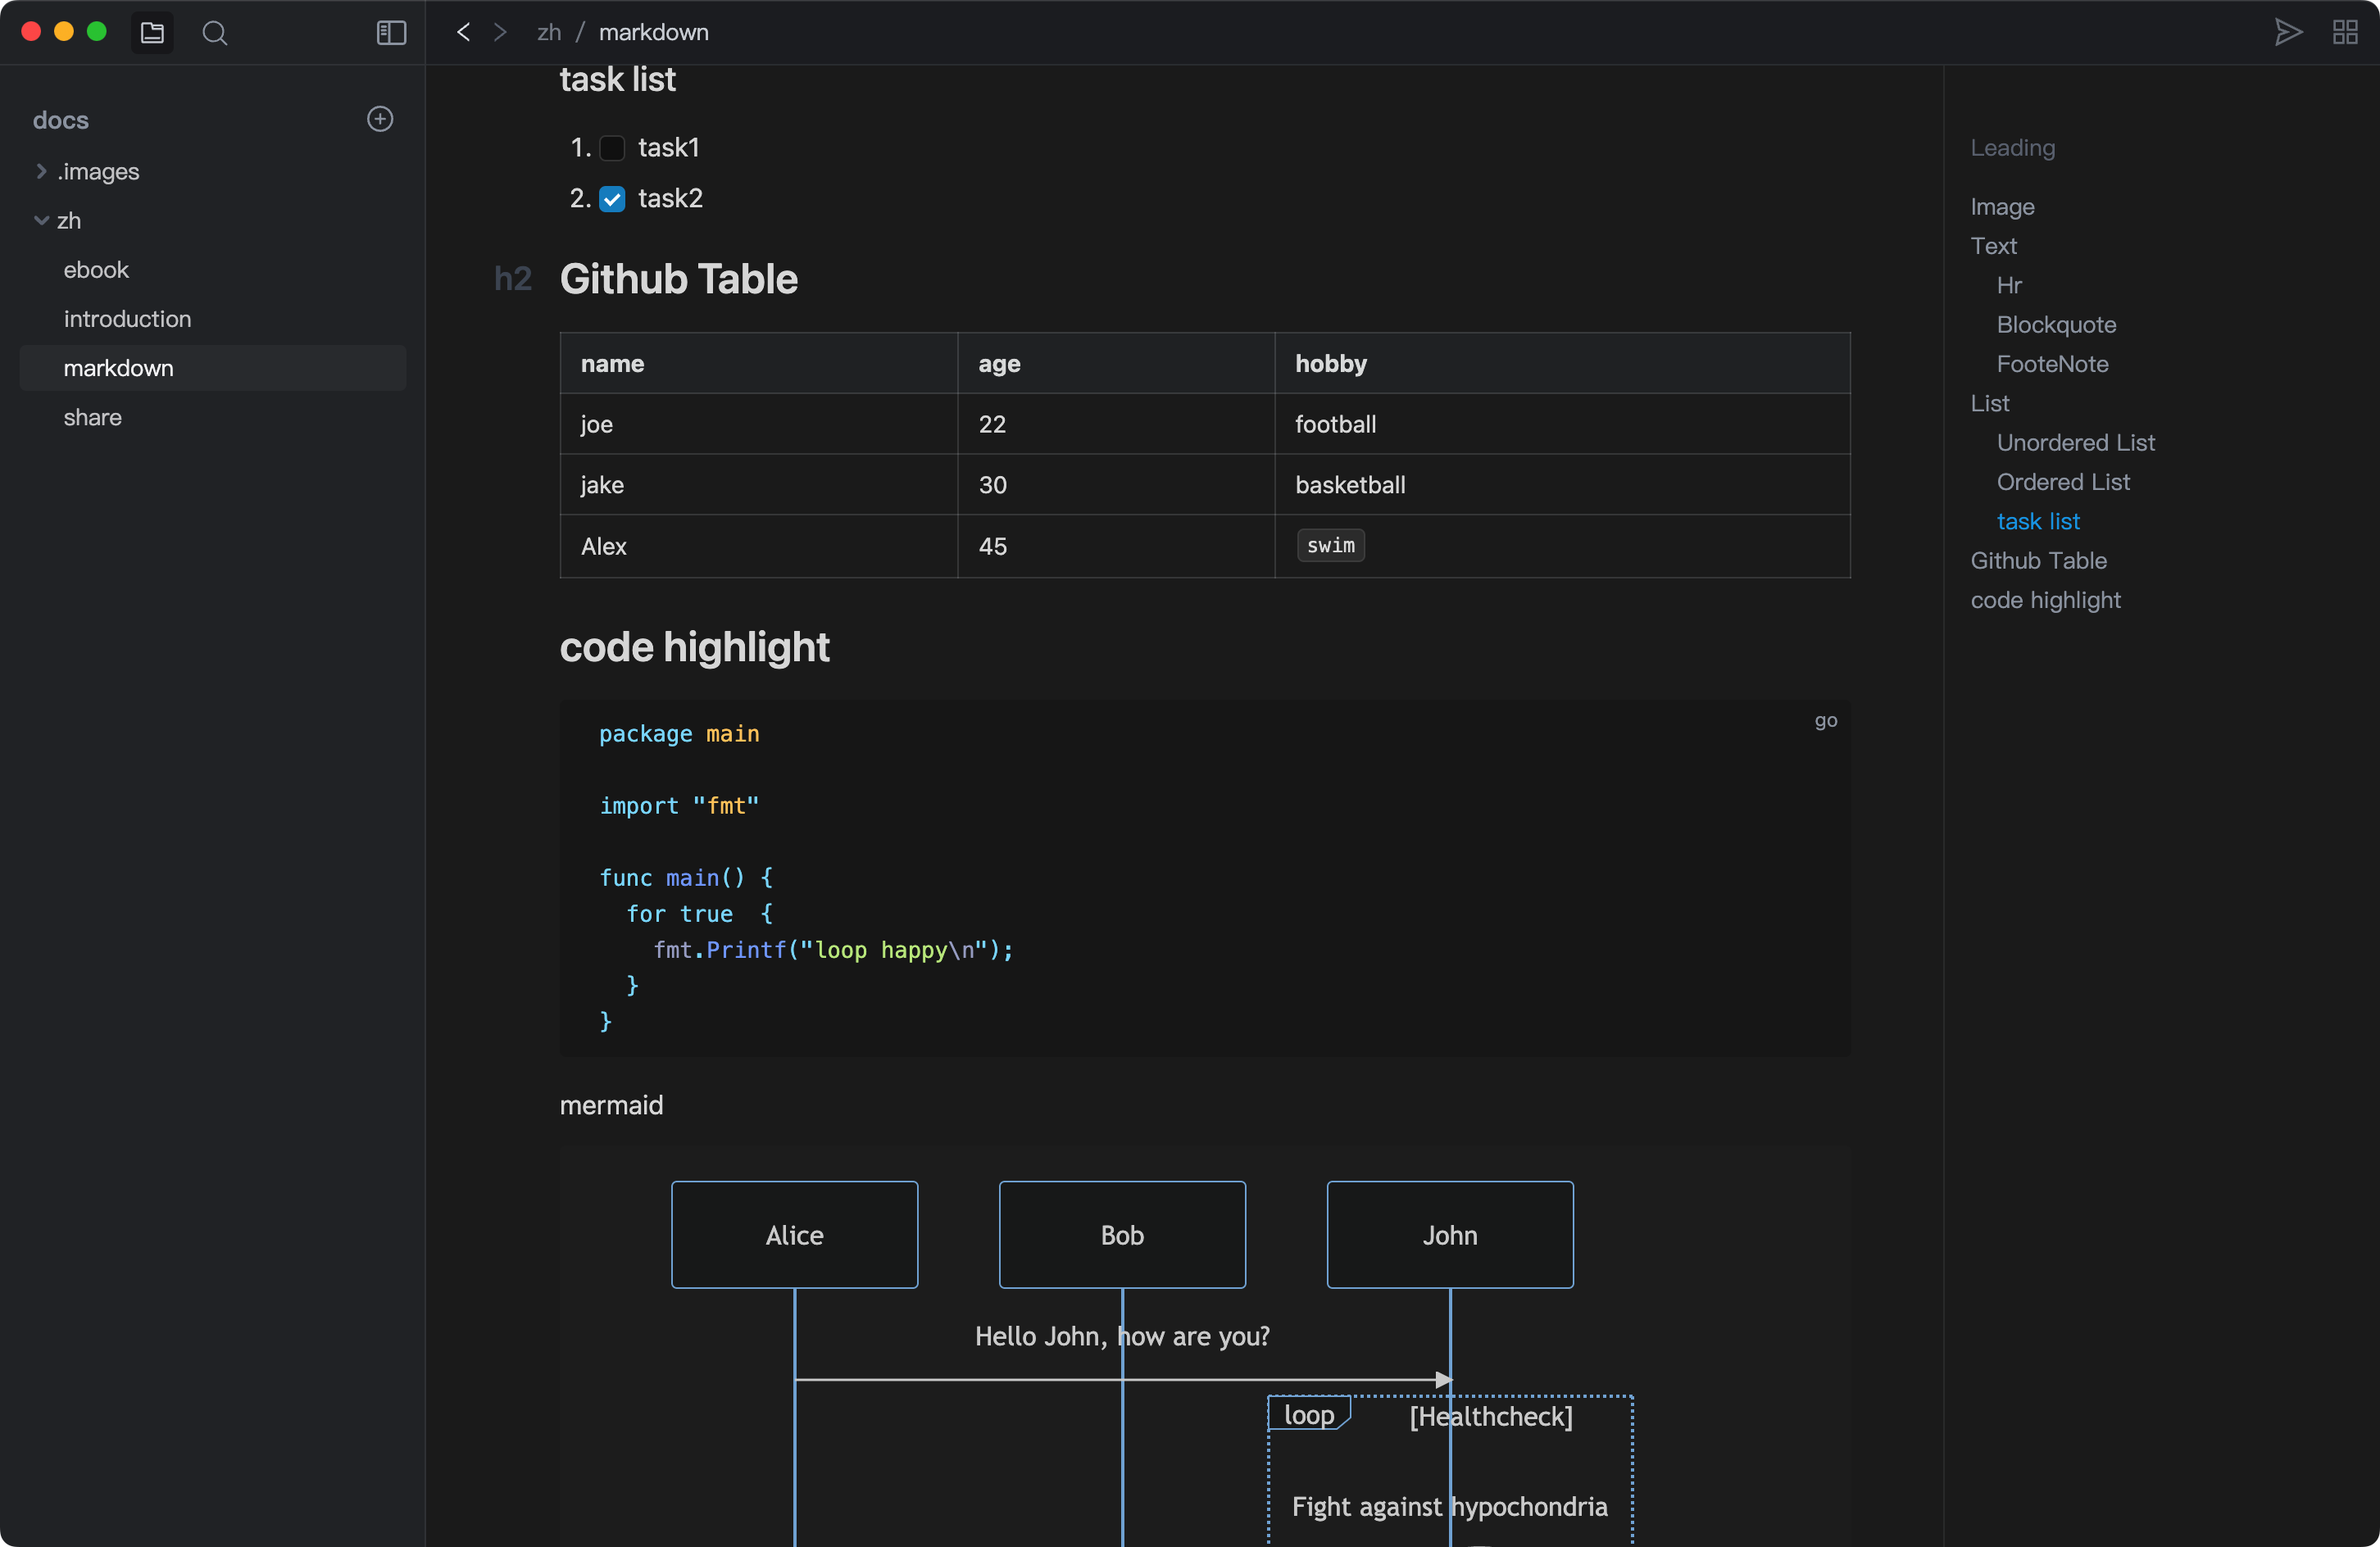 zh / markdown
docs
.images
zh
ebook
introduction
markdown
share
task list
1. task1
2. task2
h2 Github Table
name age hobby
joe 22 football
jake 30 basketball
Alex 45 swim
code highlight
go
package main
import "fmt"
func main() {
for true  {
fmt.Printf("loop happy\n");
}
}
mermaid
Alice Bob John
Hello John, how are you?
loop [Healthcheck]
Fight against hypochondria
Leading
Image
Text
Hr
Blockquote
FooteNote
List
Unordered List
Ordered List
task list
Github Table
code highlight